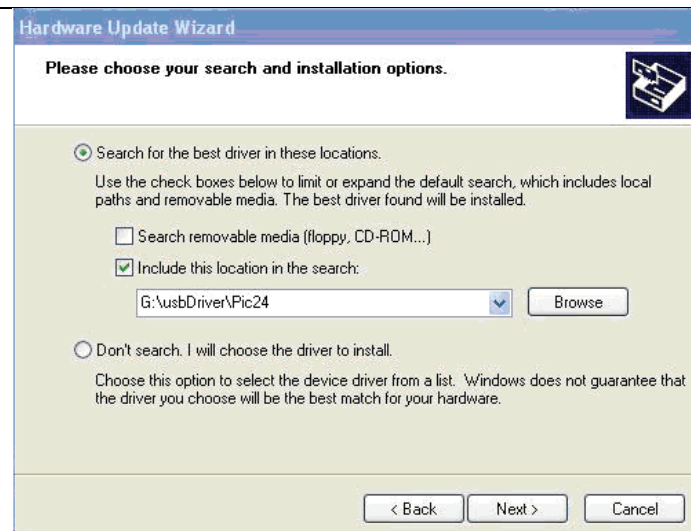 Hardware Update Wizard
Please choose your search and installation options.
Search for the best driver in these locations.
Use the check boxes below to limit or expand the default search, which includes local
paths and removable media. The best driver found will be installed.
Search removable media (floppy, CD-ROM...)
Include this location in the search:
G:\usbDriver\Pic24
Browse
Don't search. I will choose the driver to install.
Choose this option to select the device driver from a list. Windows does not guarantee that
the driver you choose will be the best match for your hardware.
< Back Next > Cancel